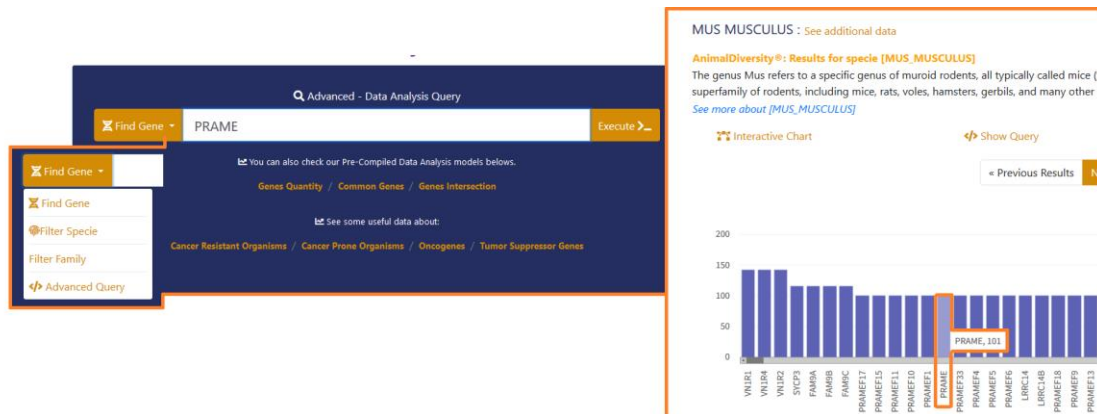 Advanced - Data Analysis Query
Find Gene
PRAME
Execute
You can also check our Pre-Compiled Data Analysis models belows.
Genes Quantity / Common Genes / Genes Intersection
See some useful data about:
Cancer Resistant Organisms / Cancer Prone Organisms / Oncogenes / Tumor Suppressor Genes
Find Gene
Find Gene
Filter Specie
Filter Family
</> Advanced Query
MUS MUSCULUS : See additional data
AnimalDiversity®: Results for specie [MUS_MUSCULUS]
The genus Mus refers to a specific genus of muroid rodents, all typically called mice (
superfamily of rodents, including mice, rats, voles, hamsters, gerbils, and many other
See more about [MUS_MUSCULUS]
Interactive Chart
</> Show Query
« Previous Results
N
200
150
100
50
0
PRAME, 101
VN1R1
VN1R4
VN1R2
SYCP3
FAM9A
FAM9B
FAM9C
PRAMEF17
PRAMEF15
PRAMEF11
PRAMEF10
PRAMEF1
PRAME
PRAMEF33
PRAMEF4
PRAMEF5
PRAMEF6
LRRC14
LRRC14B
PRAMEF18
PRAMEF9
PRAMEF13